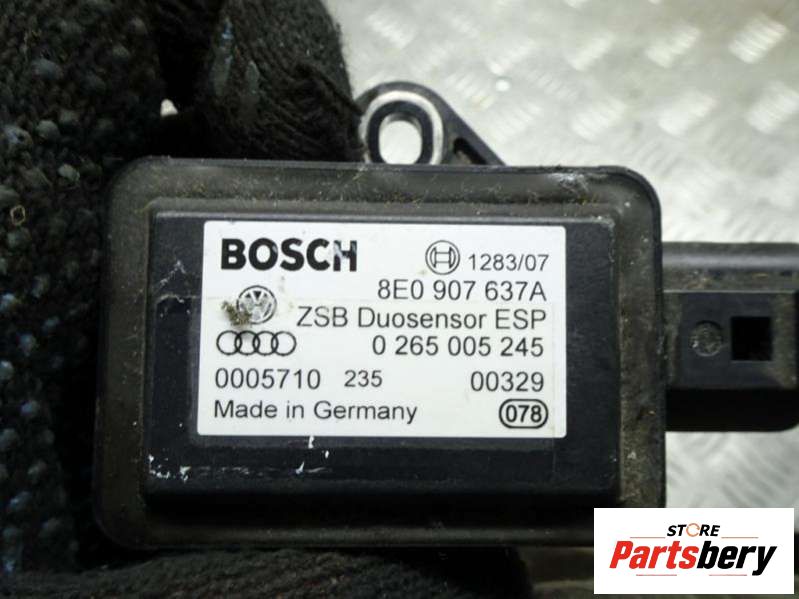 BOSCH 1283/07
8E0 907 637A
ZSB Duosensor ESP
0 265 005 245
0005710 235 00329
Made in Germany 078
STORE
Partsbery